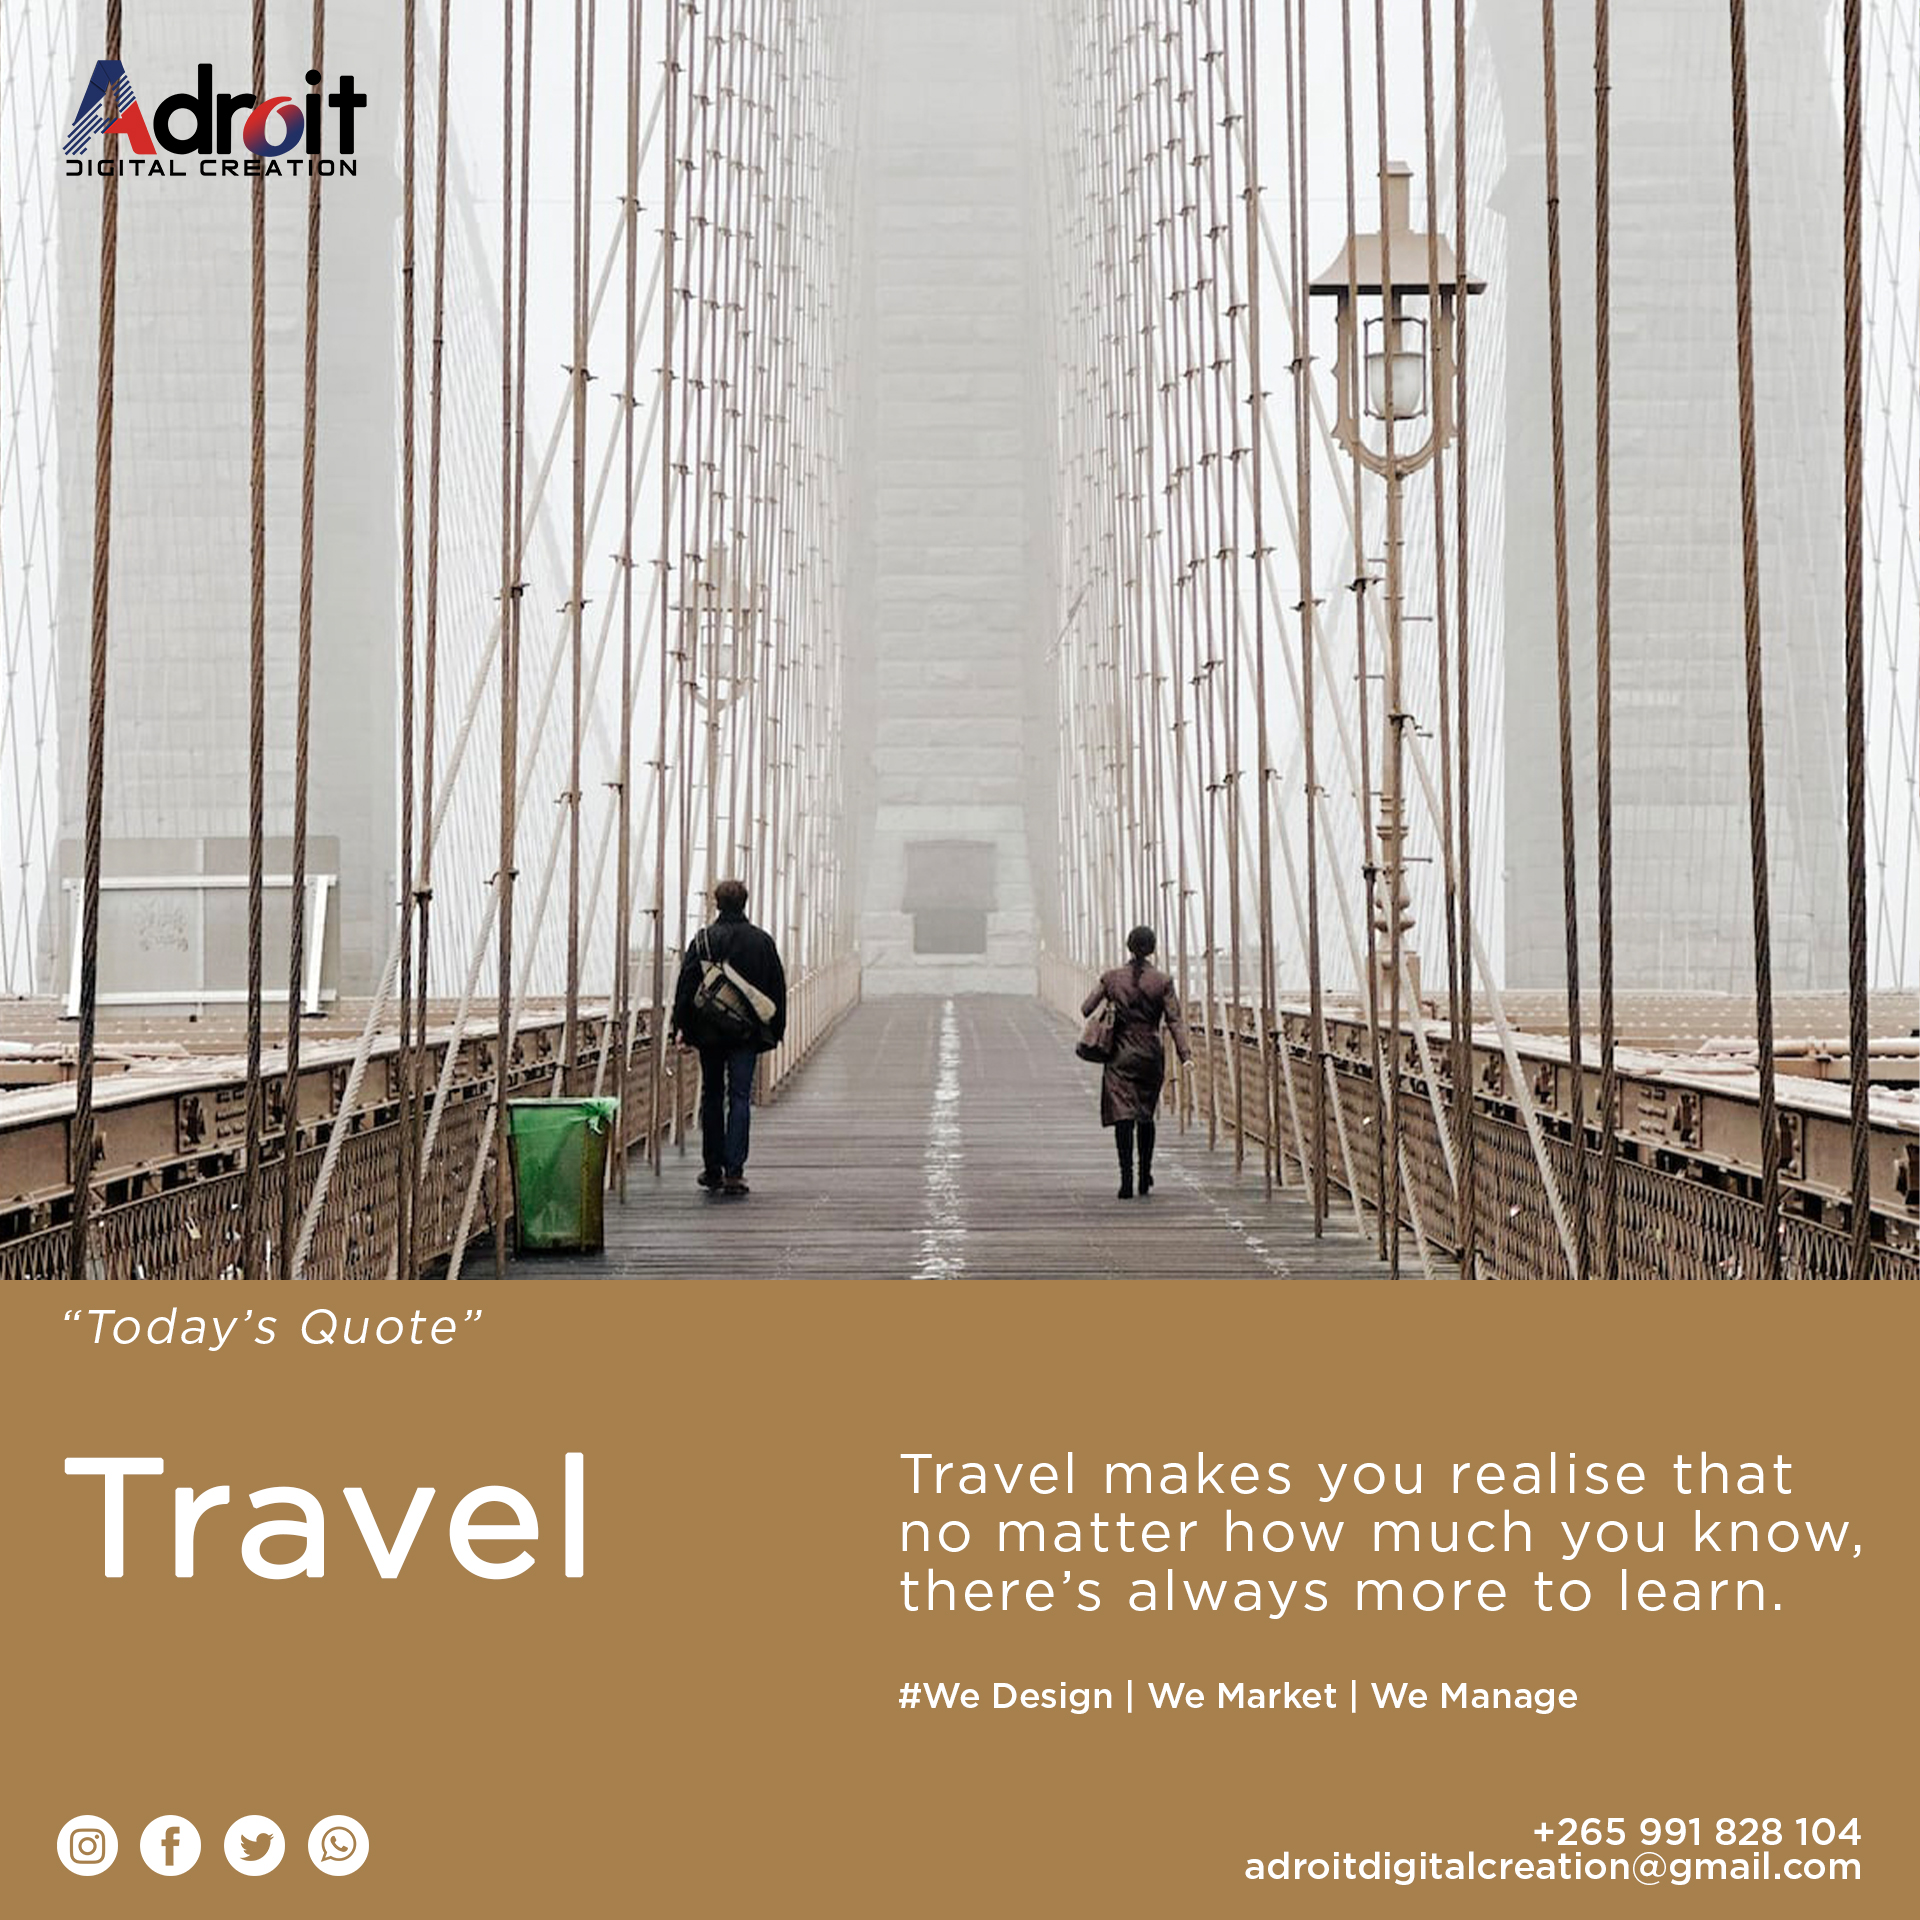 Adroit
DIGITAL CREATION
“Today’s Quote”
Travel
Travel makes you realise that
no matter how much you know,
there’s always more to learn.
#We Design | We Market | We Manage
+265 991 828 104
adroitdigitalcreation@gmail.com